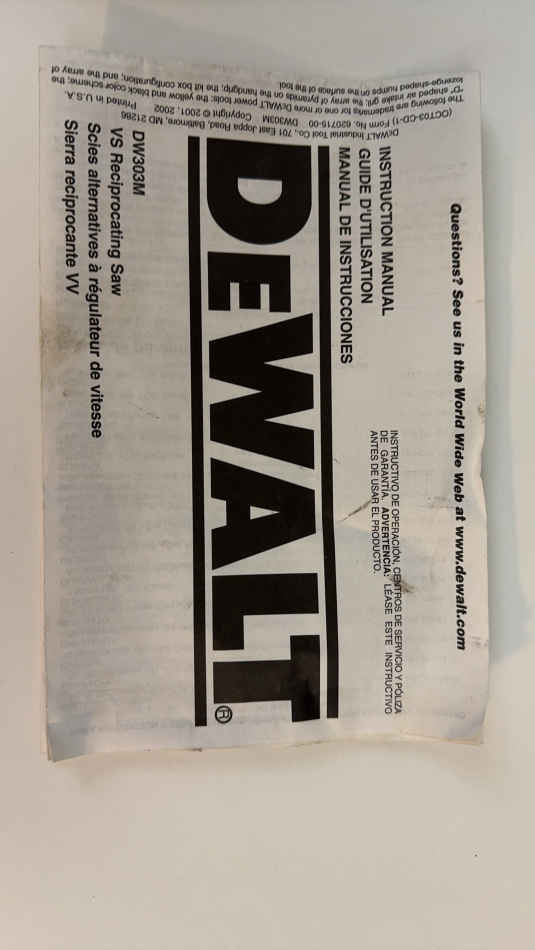 Questions? See us in the World Wide Web at www.dewalt.com
INSTRUCTION MANUAL
GUIDE D'UTILISATION
MANUAL DE INSTRUCCIONES
INSTRUCTIVO DE OPERACIÓN, CENTROS DE SERVICIO Y PÓLIZA
DE GARANTÍA. ADVERTENCIA: LÉASE ESTE INSTRUCTIVO
ANTES DE USAR EL PRODUCTO.
DEWALT®
DW303M
VS Reciprocating Saw
Scies alternatives à régulateur de vitesse
Sierra reciprocante VV
DEWALT Industrial Tool Co., 701 East Joppa Road, Baltimore, MD 21286
(OCT03-CD-1) Form No. 620715-00 DW303M Copyright © 2001, 2002 Printed in U.S.A.
The following are trademarks for one or more DEWALT power tools: the yellow and black color scheme; the
"D" shaped air intake grill; the array of pyramids on the handgrip; the kit box configuration; and the array of
lozenge-shaped humps on the surface of the tool.